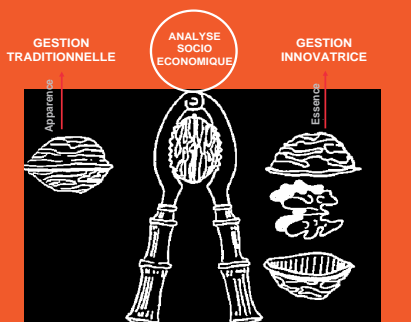 GESTION
TRADITIONNELLE
ANALYSE
SOCIO
ECONOMIQUE
GESTION
INNOVATRICE
Apparence
Essence